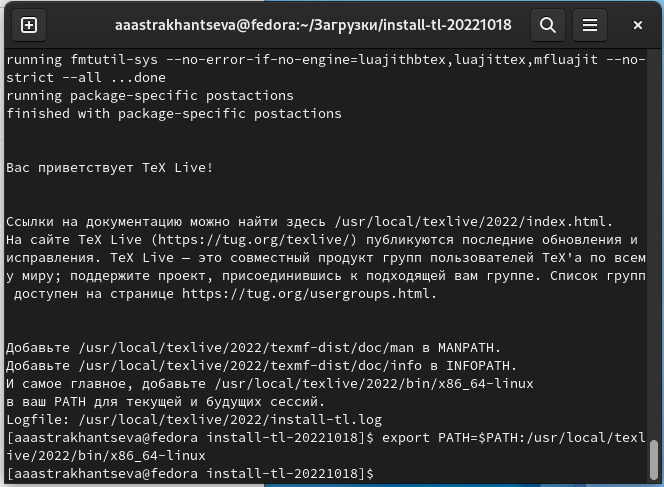 aaastrakhantseva@fedora:~/Загрузки/install-tl-20221018
running fmtutil-sys --no-error-if-no-engine=luajithbtex,luajittex,mfluajit --no-
strict --all ...done
running package-specific postactions
finished with package-specific postactions
Вас приветствует TeX Live!
Ссылки на документацию можно найти здесь /usr/local/texlive/2022/index.html.
На сайте TeX Live (https://tug.org/texlive/) публикуются последние обновления и
исправления. TeX Live — это совместный продукт групп пользователей TeX'а по всем
у миру; поддержите проект, присоединившись к подходящей вам группе. Список групп
доступен на странице https://tug.org/usergroups.html.
Добавьте /usr/local/texlive/2022/texmf-dist/doc/man в MANPATH.
Добавьте /usr/local/texlive/2022/texmf-dist/doc/info в INFOPATH.
И самое главное, добавьте /usr/local/texlive/2022/bin/x86_64-linux
в ваш PATH для текущей и будущих сессий.
Logfile: /usr/local/texlive/2022/install-tl.log
[aaastrakhantseva@fedora install-tl-20221018]$ export PATH=$PATH:/usr/local/texl
ive/2022/bin/x86_64-linux
[aaastrakhantseva@fedora install-tl-20221018]$